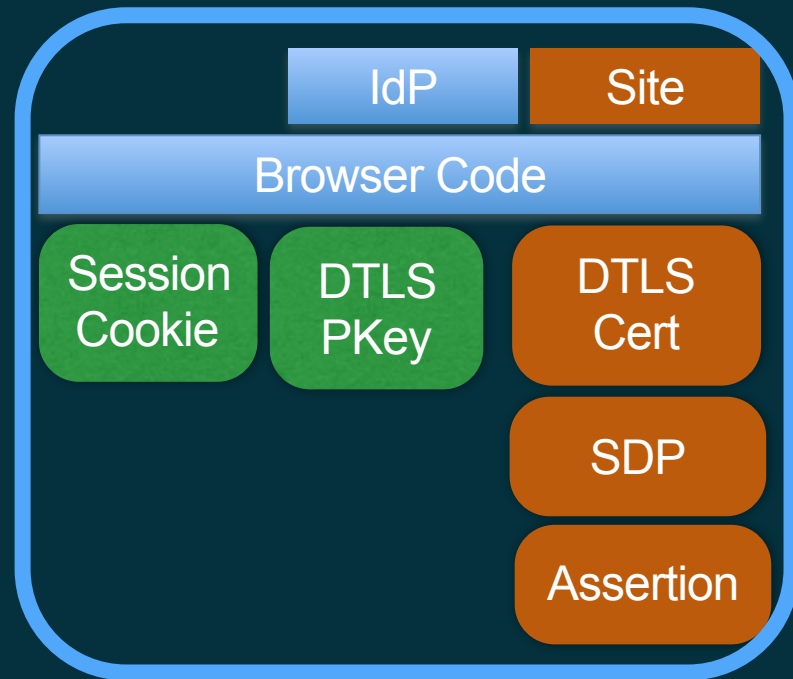 IdP
Site
Browser Code
Session
Cookie
DTLS
PKey
DTLS
Cert
SDP
Assertion